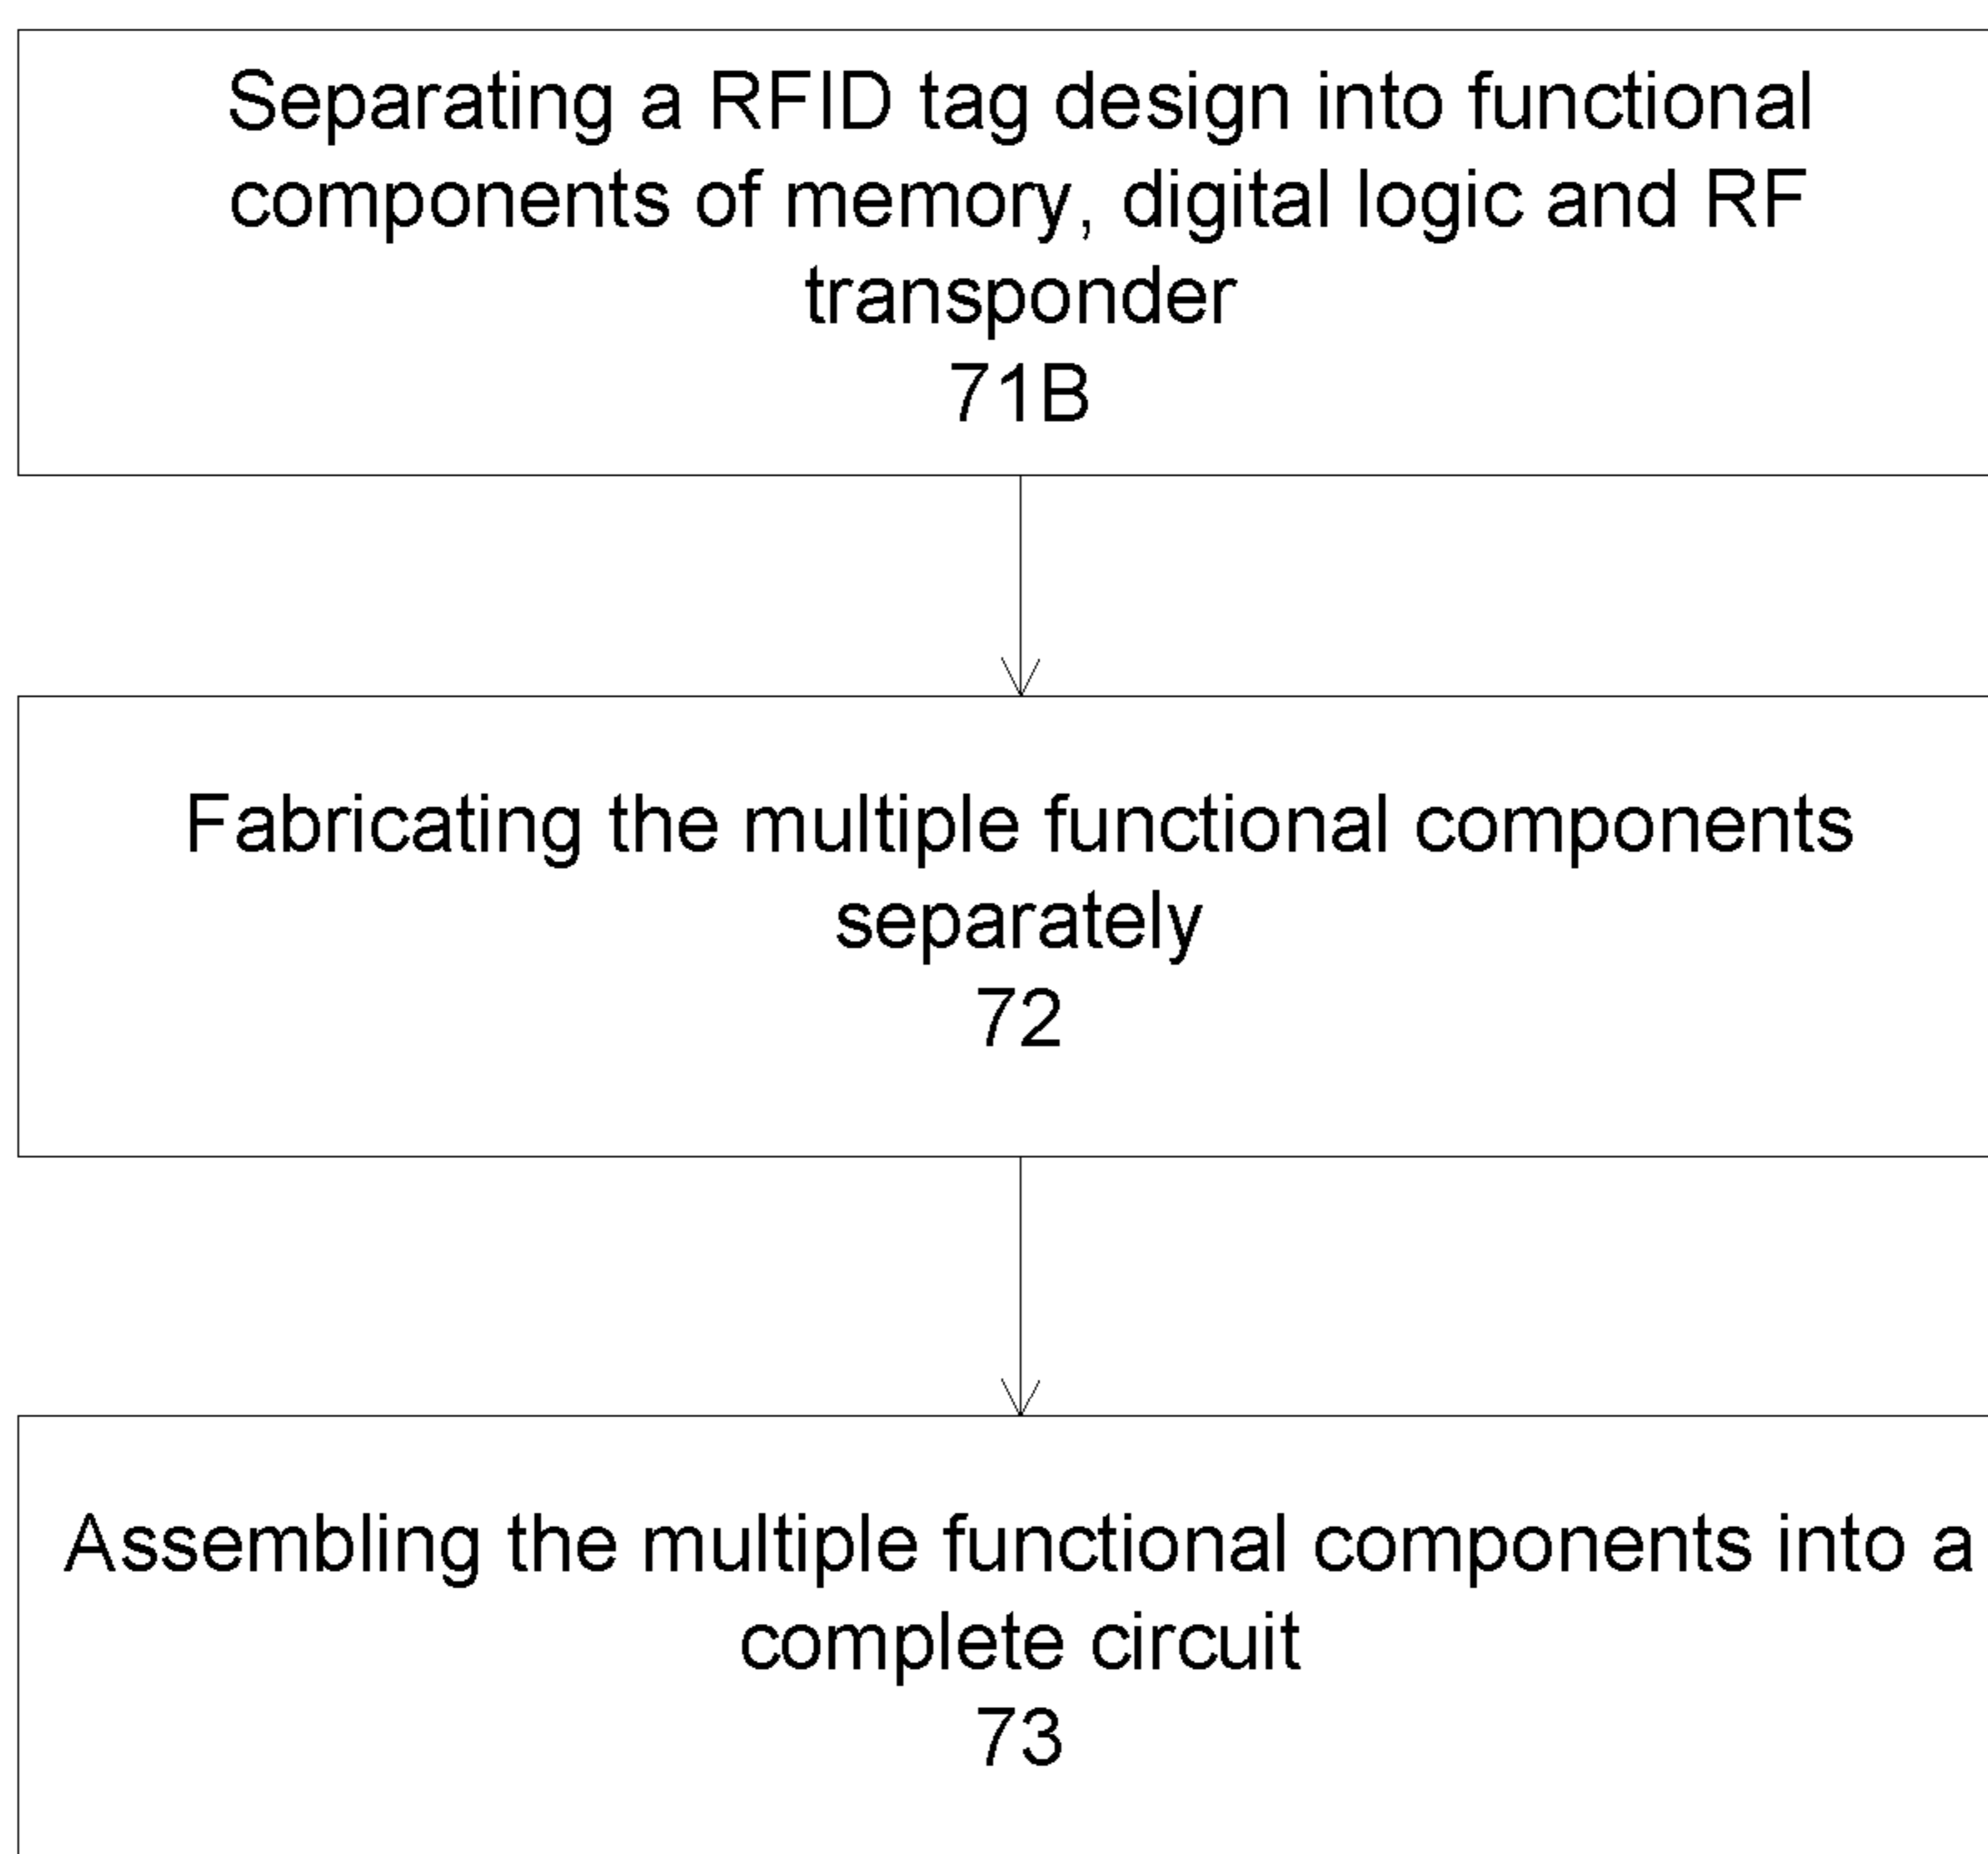 Separating a RFID tag design into functional
components of memory, digital logic and RF
transponder
71B
Fabricating the multiple functional components
separately
72
Assembling the multiple functional components into a
complete circuit
73